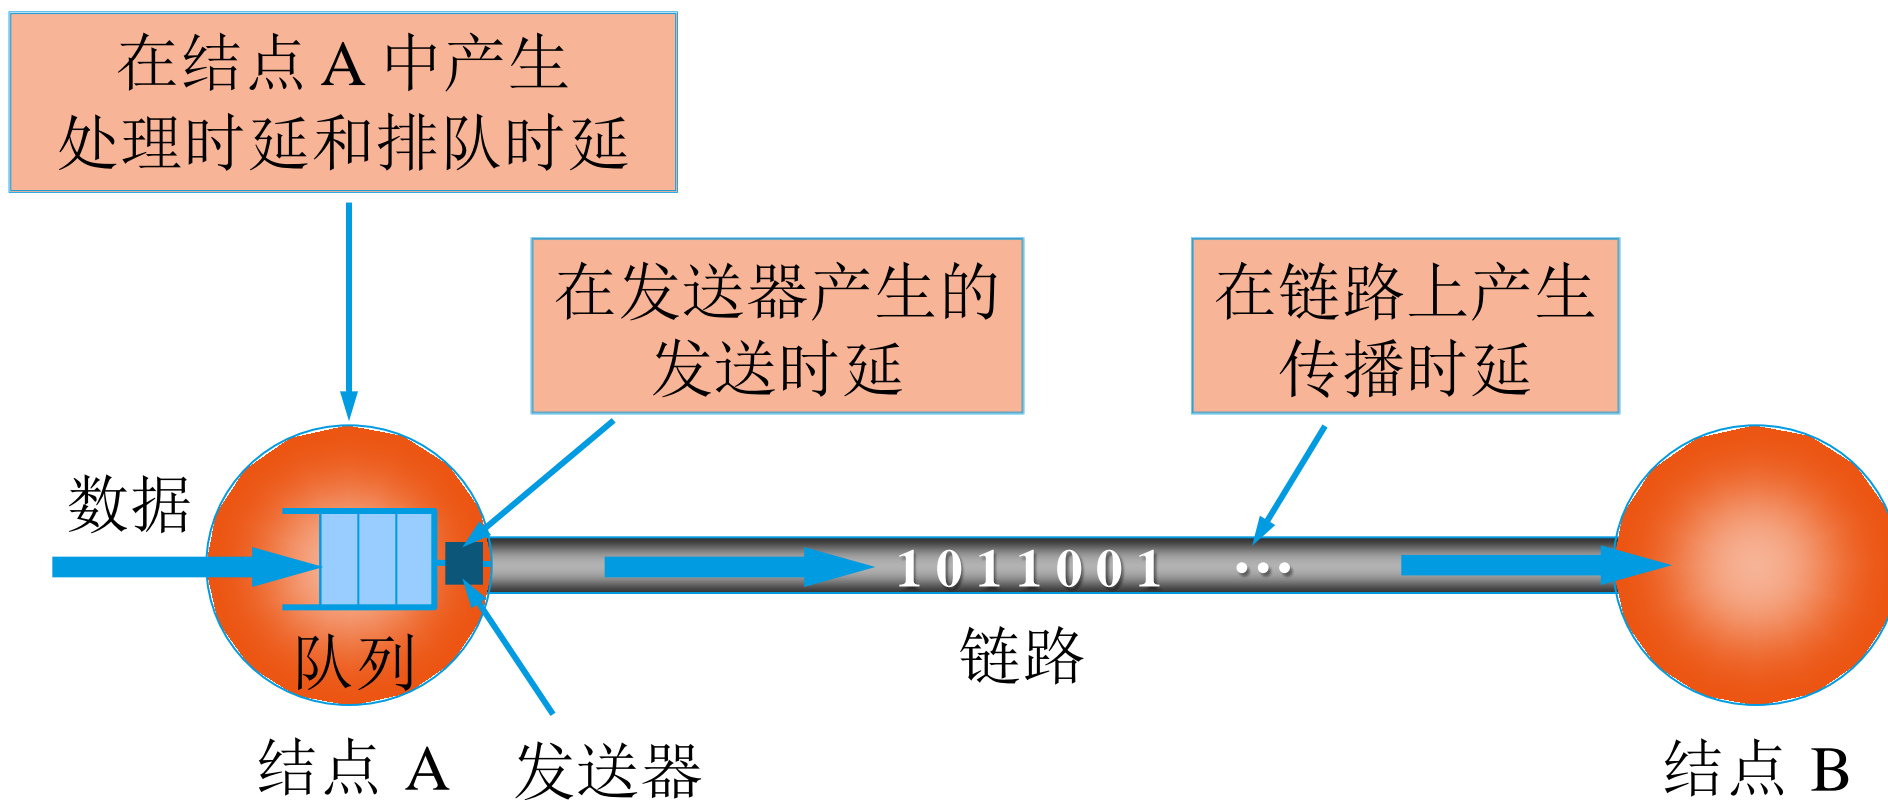 在结点 A 中产生
处理时延和排队时延
在发送器产生的
发送时延
在链路上产生
传播时延
数据
1 0 1 1 0 0 1 …
队列
链路
结点 A
发送器
结点 B